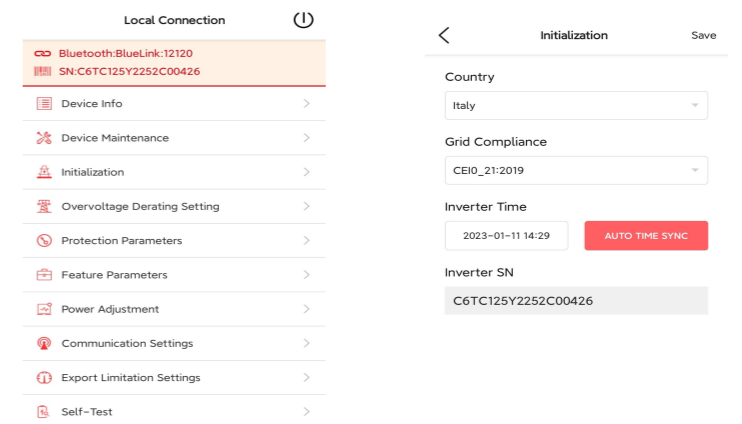 Local Connection
Bluetooth:BlueLink:12120
SN:C6TC125Y2252C00426
Device Info
Device Maintenance
Initialization
Overvoltage Derating Setting
Protection Parameters
Feature Parameters
Power Adjustment
Communication Settings
Export Limitation Settings
Self-Test
Initialization
Save
Country
Italy
Grid Compliance
CEI0_21:2019
Inverter Time
2023-01-11 14:29
AUTO TIME SYNC
Inverter SN
C6TC125Y2252C00426